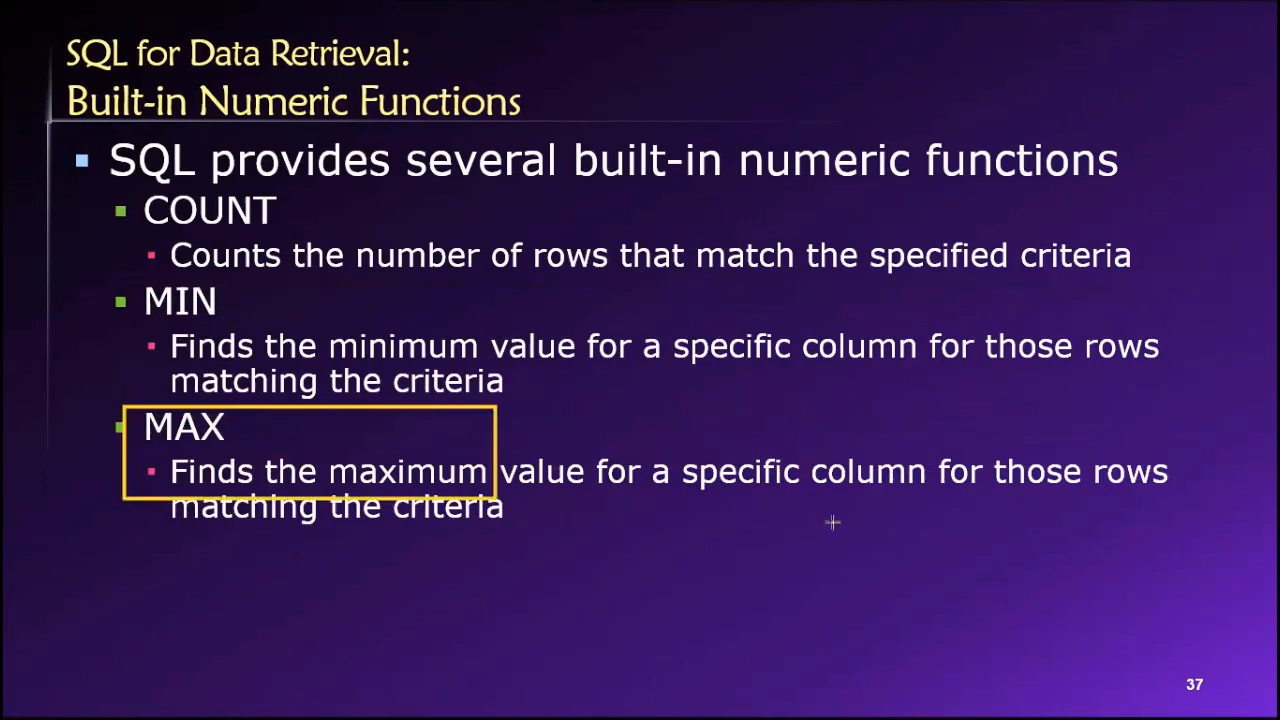 SQL for Data Retrieval:
Built-in Numeric Functions
SQL provides several built-in numeric functions
COUNT
Counts the number of rows that match the specified criteria
MIN
Finds the minimum value for a specific column for those rows
matching the criteria
MAX
Finds the maximum value for a specific column for those rows
matching the criteria
37